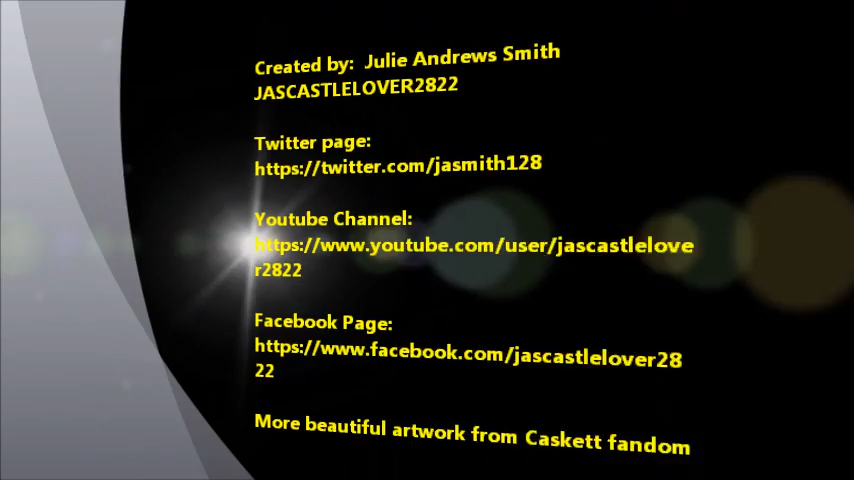 Created by:  Julie Andrews Smith
JASCASTLELOVER2822
Twitter page:
https://twitter.com/jasmith128
Youtube Channel:
https://www.youtube.com/user/jascastlelove
r2822
Facebook Page:
https://www.facebook.com/jascastlelover28
22
More beautiful artwork from Caskett fandom